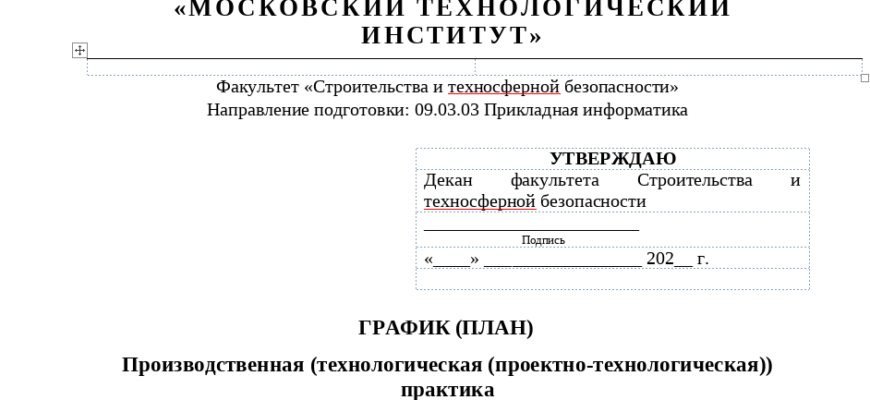 «МОСКОВСКИЙ ТЕХНОЛОГИЧЕСКИЙ
ИНСТИТУТ»
Факультет «Строительства и техносферной безопасности»
Направление подготовки: 09.03.03 Прикладная информатика
УТВЕРЖДАЮ
Декан факультета Строительства и
техносферной безопасности
_______________________
Подпись
«____» _________________ 202__ г.
ГРАФИК (ПЛАН)
Производственная (технологическая (проектно-технологическая))
практика